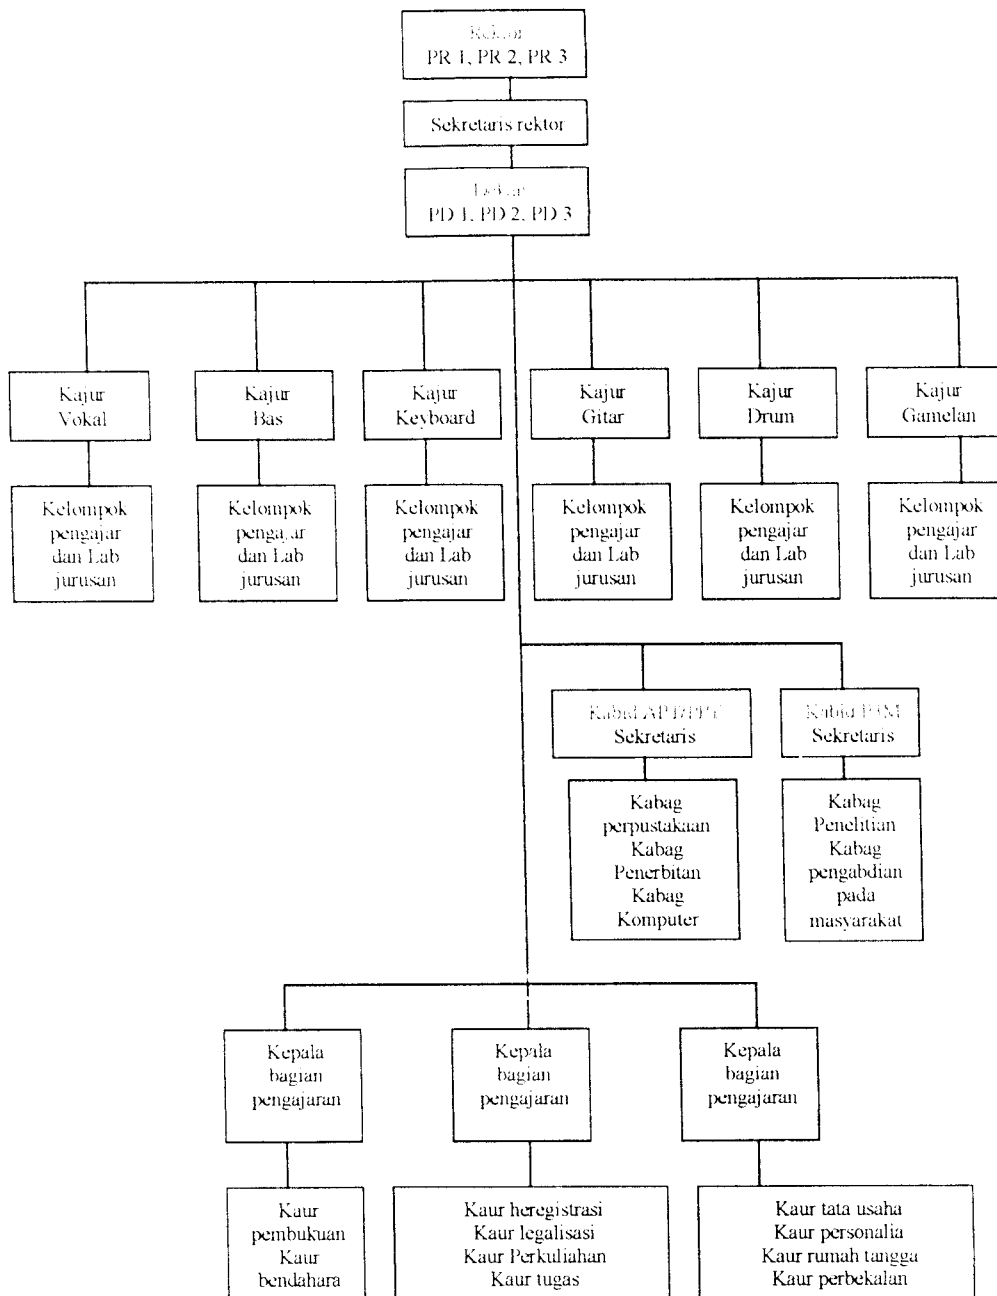 Rektor
PR 1, PR 2, PR 3
Sekretaris rektor
Dekan
PD 1, PD 2, PD 3
Kajur
Vokal
Kajur
Bas
Kajur
Keyboard
Kajur
Gitar
Kajur
Drum
Kajur
Gamelan
Kelompok
pengajar
dan Lab
jurusan
Kelompok
pengajar
dan Lab
jurusan
Kelompok
pengajar
dan Lab
jurusan
Kelompok
pengajar
dan Lab
jurusan
Kelompok
pengajar
dan Lab
jurusan
Kelompok
pengajar
dan Lab
jurusan
Kabid
Sekretaris
Kabid
Sekretaris
Kabag
perpustakaan
Kabag
Penerbitan
Kabag
Komputer
Kabag
Penelitian
Kabag
pengabdian
pada
masyarakat
Kepala
bagian
pengajaran
Kepala
bagian
pengajaran
Kepala
bagian
pengajaran
Kaur
pembukuan
Kaur
bendahara
Kaur heregistrasi
Kaur legalisasi
Kaur Perkuliahan
Kaur tugas
Kaur tata usaha
Kaur personalia
Kaur rumah tangga
Kaur perbekalan